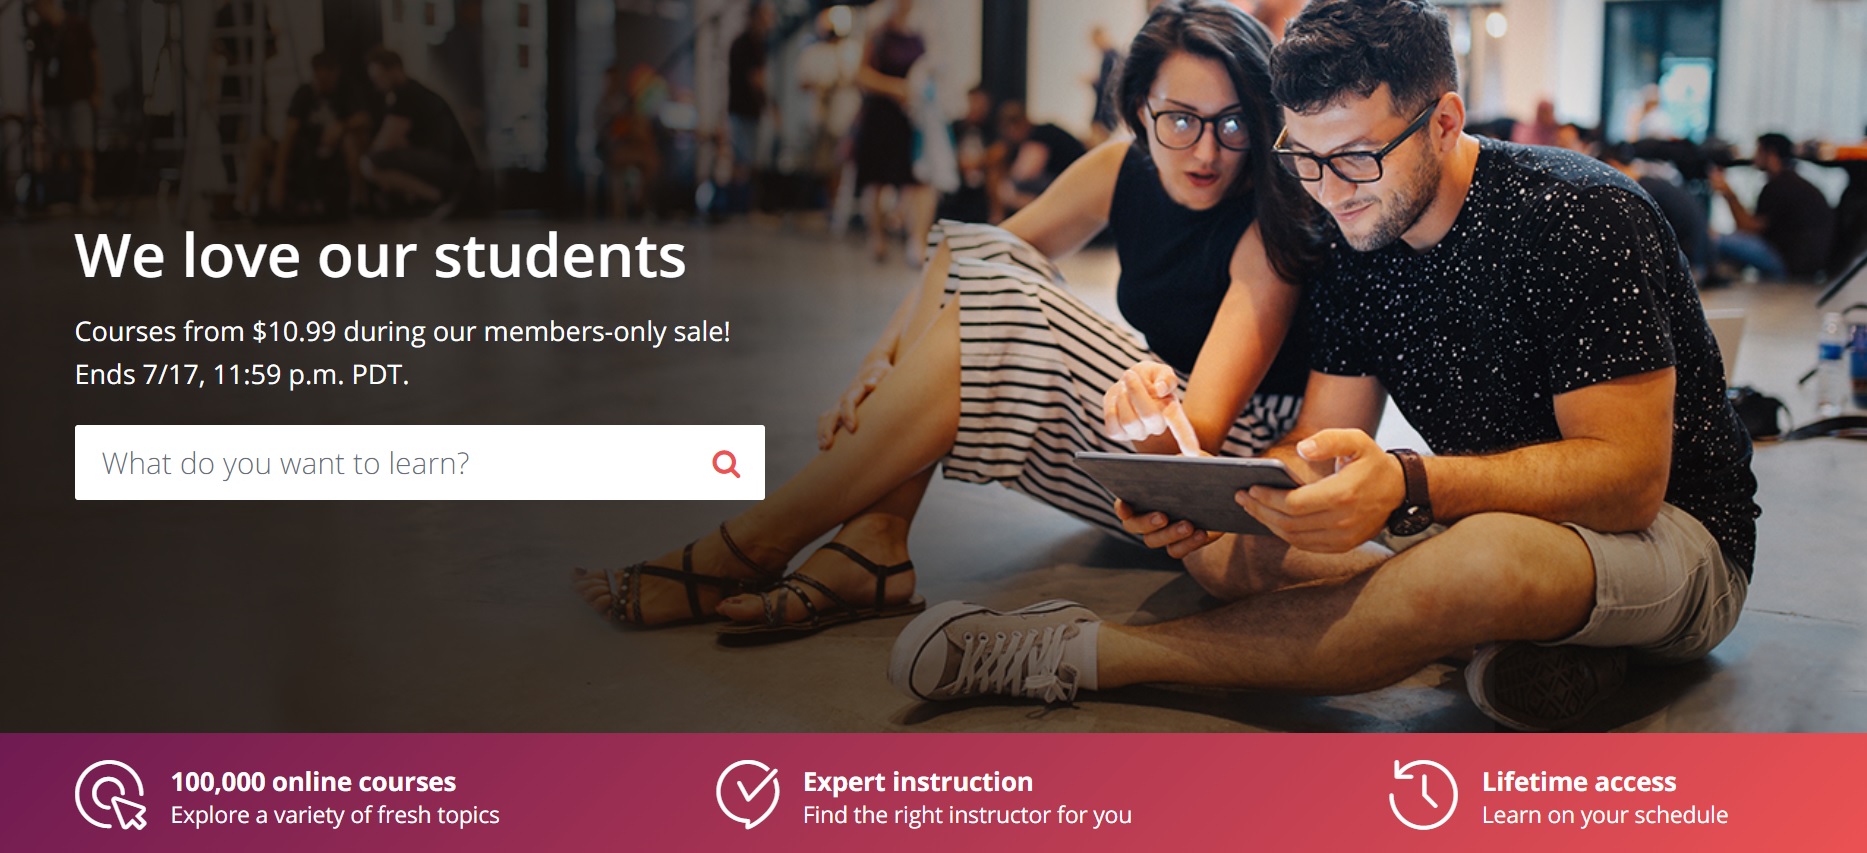 We love our students
Courses from $10.99 during our members-only sale!
Ends 7/17, 11:59 p.m. PDT.
What do you want to learn?
100,000 online courses
Explore a variety of fresh topics
Expert instruction
Find the right instructor for you
Lifetime access
Learn on your schedule